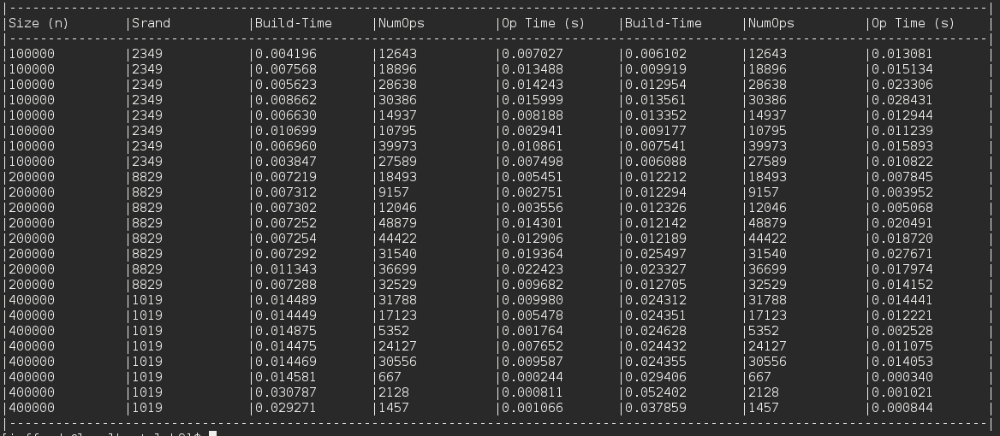 |Size (n) |Srand |Build-Time |NumOps |Op Time (s) |Build-Time |NumOps |Op Time (s) |
|100000 |2349 |0.004196 |12643 |0.007027 |0.006102 |12643 |0.013081 |
|100000 |2349 |0.007568 |18896 |0.013488 |0.009919 |18896 |0.015134 |
|100000 |2349 |0.005623 |28638 |0.014243 |0.012954 |28638 |0.023306 |
|100000 |2349 |0.008662 |30386 |0.015999 |0.013561 |30386 |0.028431 |
|100000 |2349 |0.006630 |14937 |0.008188 |0.013352 |14937 |0.012944 |
|100000 |2349 |0.010699 |10795 |0.002941 |0.009177 |10795 |0.011239 |
|100000 |2349 |0.006960 |39973 |0.010861 |0.007541 |39973 |0.015893 |
|100000 |2349 |0.003847 |27589 |0.007498 |0.006088 |27589 |0.010822 |
|200000 |8829 |0.007219 |18493 |0.005451 |0.012212 |18493 |0.007845 |
|200000 |8829 |0.007312 |9157 |0.002751 |0.012294 |9157 |0.003952 |
|200000 |8829 |0.007302 |12046 |0.003556 |0.012326 |12046 |0.005068 |
|200000 |8829 |0.007252 |48879 |0.014301 |0.012142 |48879 |0.020491 |
|200000 |8829 |0.007254 |44422 |0.012906 |0.012189 |44422 |0.018720 |
|200000 |8829 |0.007292 |31540 |0.019364 |0.025497 |31540 |0.027671 |
|200000 |8829 |0.011343 |36699 |0.022423 |0.023327 |36699 |0.017974 |
|200000 |8829 |0.007288 |32529 |0.009682 |0.012705 |32529 |0.014152 |
|400000 |1019 |0.014489 |31788 |0.009980 |0.024312 |31788 |0.014441 |
|400000 |1019 |0.014449 |17123 |0.005478 |0.024351 |17123 |0.012221 |
|400000 |1019 |0.014875 |5352 |0.001764 |0.024628 |5352 |0.002528 |
|400000 |1019 |0.014475 |24127 |0.007652 |0.024432 |24127 |0.011075 |
|400000 |1019 |0.014469 |30556 |0.009587 |0.024355 |30556 |0.014053 |
|400000 |1019 |0.014581 |667 |0.000244 |0.029406 |667 |0.000340 |
|400000 |1019 |0.030787 |2128 |0.000811 |0.052402 |2128 |0.001021 |
|400000 |1019 |0.029271 |1457 |0.001066 |0.037859 |1457 |0.000844 |